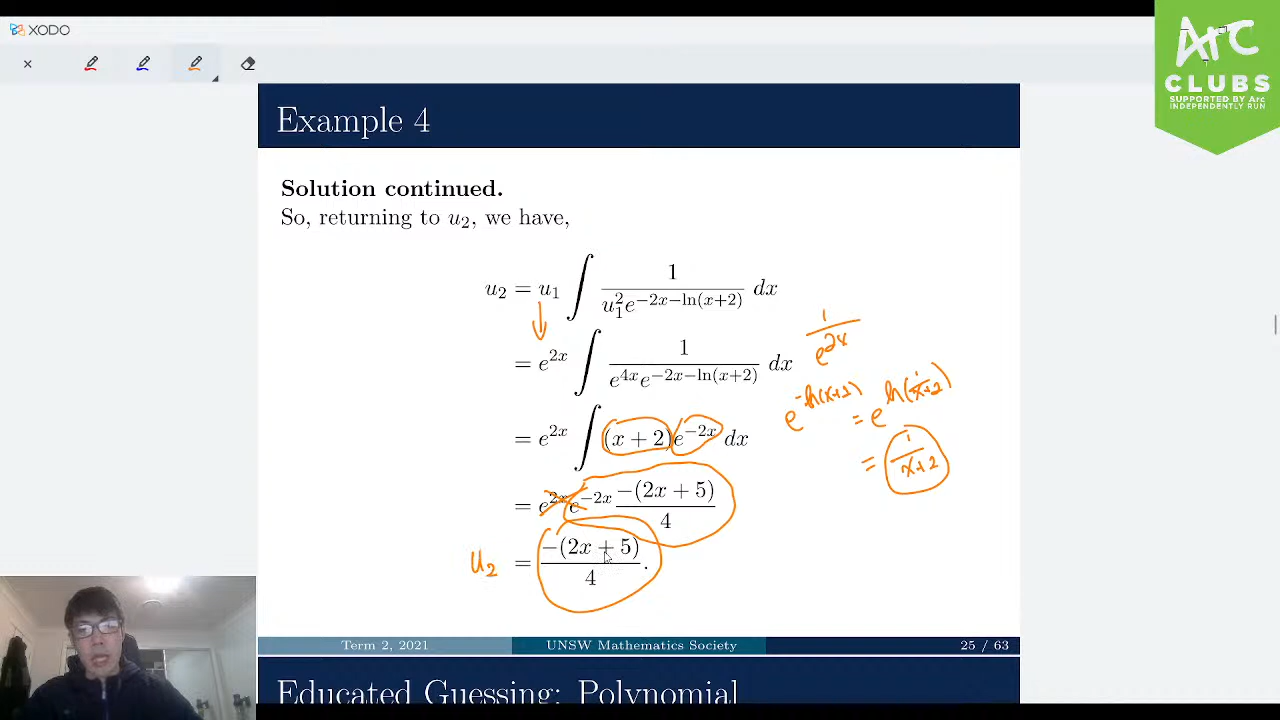 XODO
Arc
CLUBS
SUPPORTED BY Arc
INDEPENDENTLY RUN
Example 4
Solution continued.
So, returning to u₂, we have,
u₂ = u₁ ∫ 1 / (u₁² e^{−2x−ln(x+2)}) dx
= e^{2x} ∫ 1 / (e^{4x} e^{−2x−ln(x+2)}) dx
1 / e^{2x}
e^{-ln(x+2)} = e^{ln(1/x+2)}
= ∫ (x + 2)e^{−2x} dx
= 1/x+2
= e^{2x} e^{−2x} −(2x + 5) / 4
u₂ = −(2x + 5) / 4.
Term 2, 2021 UNSW Mathematics Society 25 / 63
Educated Guessing: Polynomial